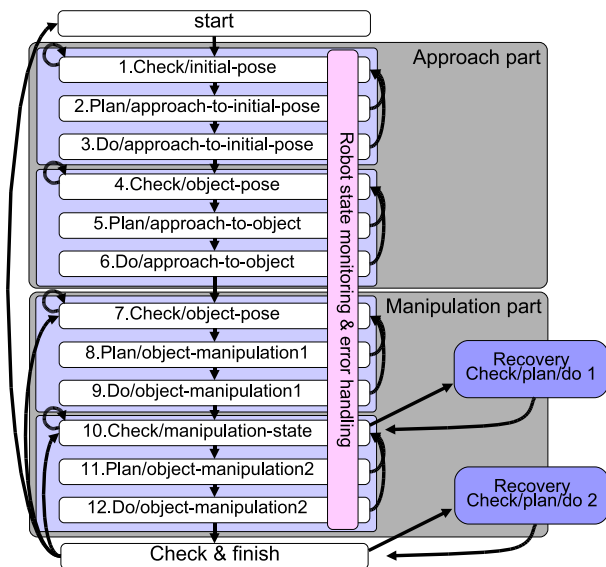 start
Approach part
1.Check/initial-pose
2.Plan/approach-to-initial-pose
3.Do/approach-to-initial-pose
4.Check/object-pose
5.Plan/approach-to-object
6.Do/approach-to-object
Robot state monitoring & error handling
Manipulation part
7.Check/object-pose
8.Plan/object-manipulation1
9.Do/object-manipulation1
Recovery
Check/plan/do 1
10.Check/manipulation-state
11.Plan/object-manipulation2
12.Do/object-manipulation2
Recovery
Check/plan/do 2
Check & finish